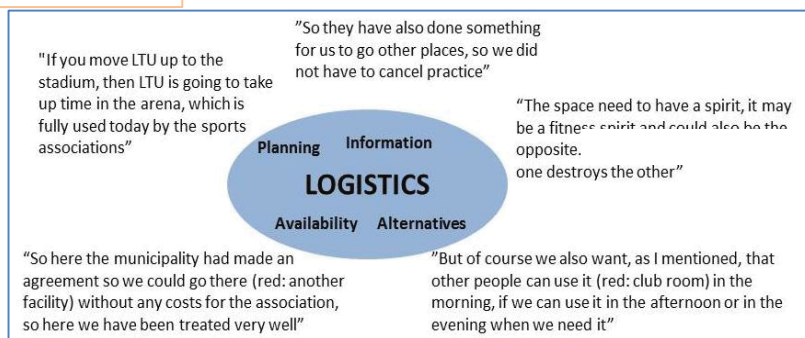 ”So they have also done something
for us to go other places, so we did
not have to cancel practice”
"If you move LTU up to the
stadium, then LTU is going to take
up time in the arena, which is
fully used today by the sports
associations”
“The space need to have a spirit, it may
be a fitness spirit and could also be the
opposite.
one destroys the other”
Planning Information
LOGISTICS
Availability Alternatives
“So here the municipality had made an
agreement so we could go there (red: another
facility) without any costs for the association,
so here we have been treated very well”
”But of course we also want, as I mentioned, that
other people can use it (red: club room) in the
morning, if we can use it in the afternoon or in the
evening when we need it”